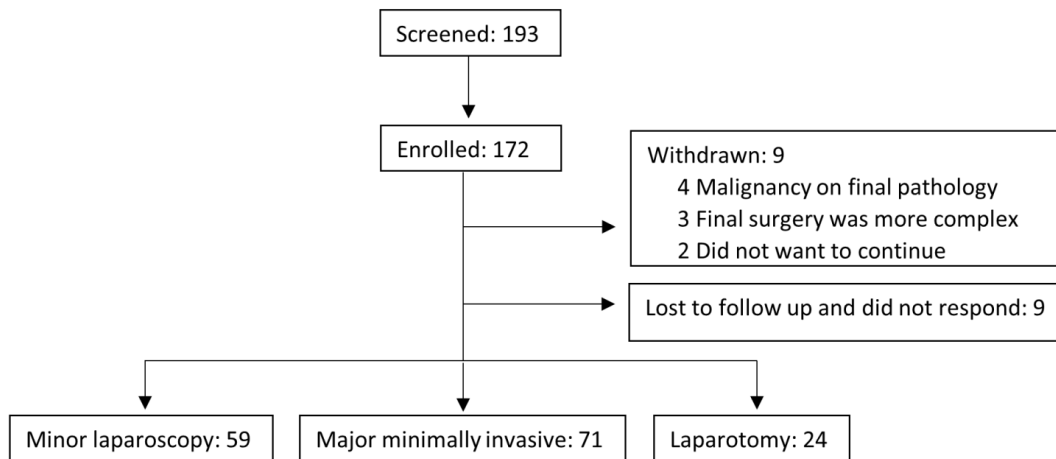 Screened: 193
Enrolled: 172
Withdrawn: 9
4 Malignancy on final pathology
3 Final surgery was more complex
2 Did not want to continue
Lost to follow up and did not respond: 9
Minor laparoscopy: 59
Major minimally invasive: 71
Laparotomy: 24